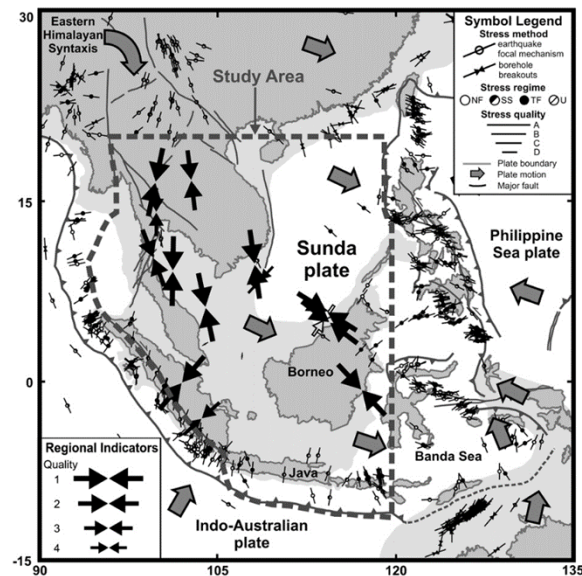 30
15
0
-15
90
105
120
135
Eastern
Himalayan
Syntaxis
Study Area
Symbol Legend
Stress method
earthquake
focal mechanism
borehole
breakouts
Stress regime
NF SS TF U
Stress quality
A
B
C
D
Plate boundary
Plate motion
Major fault
Sunda
plate
Philippine
Sea plate
Borneo
Java
Banda Sea
Indo-Australian
plate
Regional Indicators
Quality
1
2
3
4